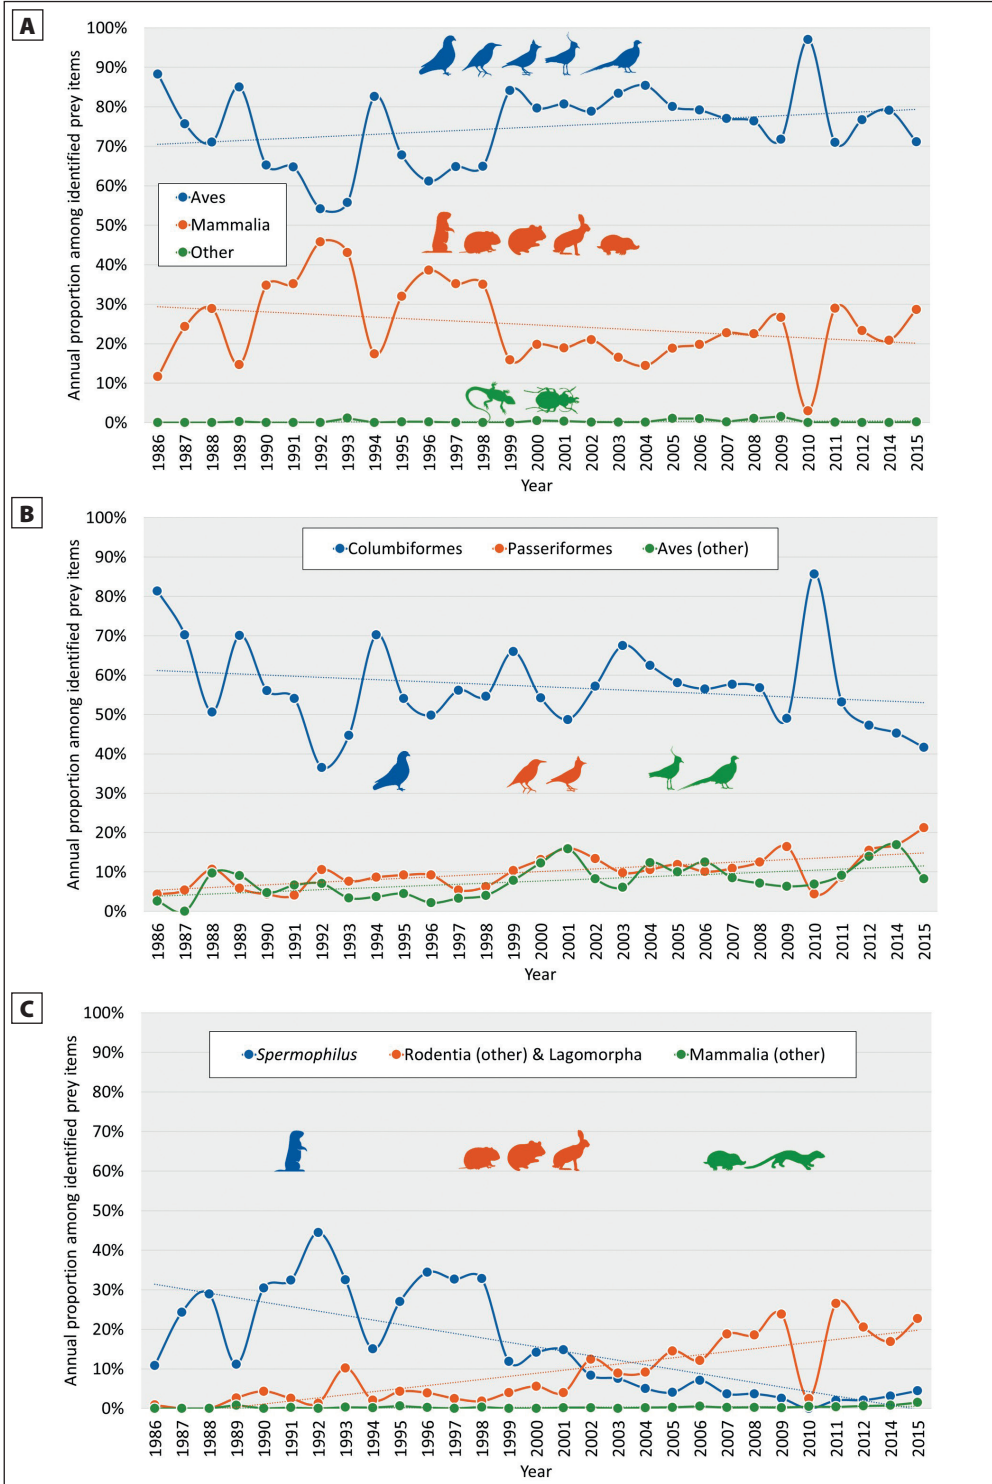 A
Annual proportion among identified prey items
100%
90%
80%
70%
60%
50%
40%
30%
20%
10%
0%
Aves
Mammalia
Other
1986 1987 1988 1989 1990 1991 1992 1993 1994 1995 1996 1997 1998 1999 2000 2001 2002 2003 2004 2005 2006 2007 2008 2009 2010 2011 2012 2014 2015
Year
B
Annual proportion among identified prey items
100%
90%
80%
70%
60%
50%
40%
30%
20%
10%
0%
Columbiformes Passeriformes Aves (other)
1986 1987 1988 1989 1990 1991 1992 1993 1994 1995 1996 1997 1998 1999 2000 2001 2002 2003 2004 2005 2006 2007 2008 2009 2010 2011 2012 2014 2015
Year
C
Annual proportion among identified prey items
100%
90%
80%
70%
60%
50%
40%
30%
20%
10%
0%
Spermophilus Rodentia (other) & Lagomorpha Mammalia (other)
1986 1987 1988 1989 1990 1991 1992 1993 1994 1995 1996 1997 1998 1999 2000 2001 2002 2003 2004 2005 2006 2007 2008 2009 2010 2011 2012 2014 2015
Year